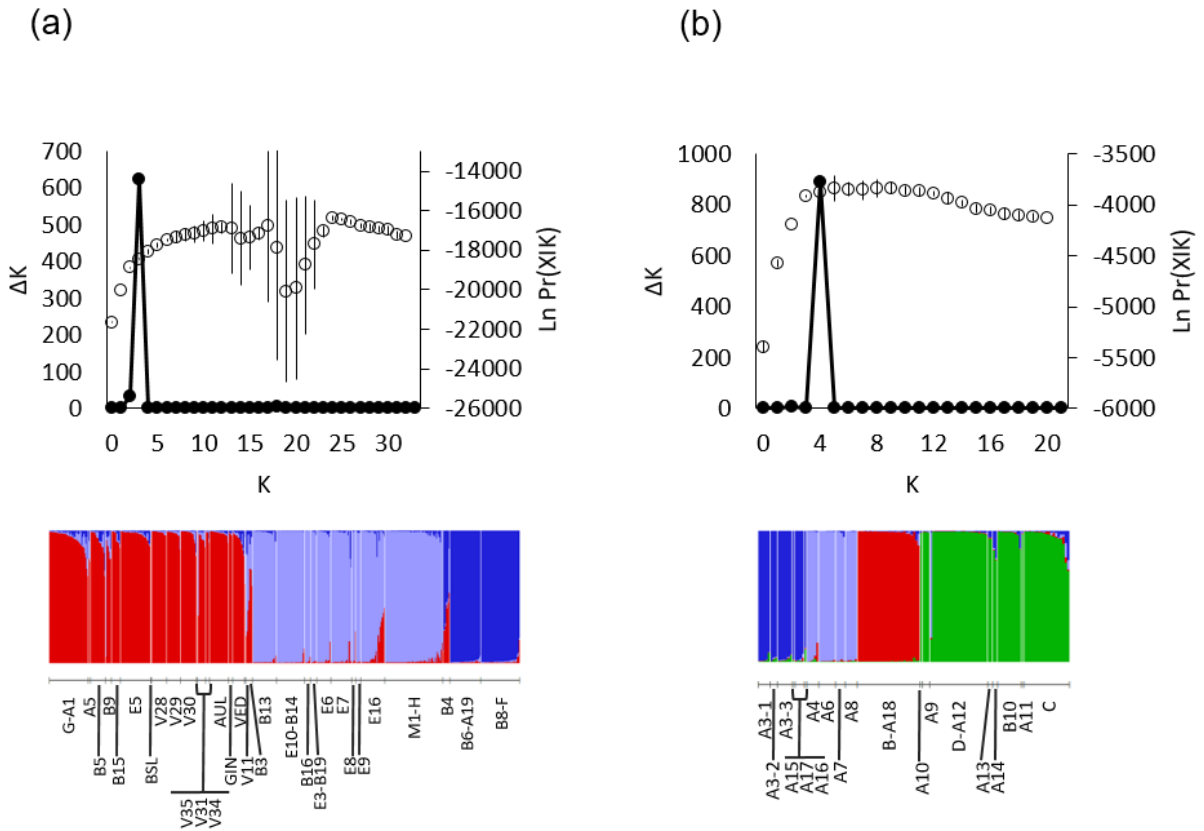 (a)
(b)
700
600
500
400
300
200
100
0
ΔK
-14000
-16000
-18000
-20000
-22000
-24000
-26000
Ln Pr(XIK)
0 5 10 15 20 25 30
K
1000
800
600
400
200
0
ΔK
-3500
-4000
-4500
-5000
-5500
-6000
Ln Pr(XIK)
0 4 8 12 16 20
K
G-A1
A5
B5
B9
B15
E5
BSL
V28
V29
V30
V35
V31
V34
AUL
GIN
VED
V11
B3
B13
E10-B14
B16
E3-B19
E6
E7
E8
E9
E16
M1-H
B4
B6-A19
B8-F
A3-1
A3-2
A3-3
A15
A17
A16
A4
A6
A7
A8
B-A18
A10
A9
D-A12
A13
A14
B10
A11
C